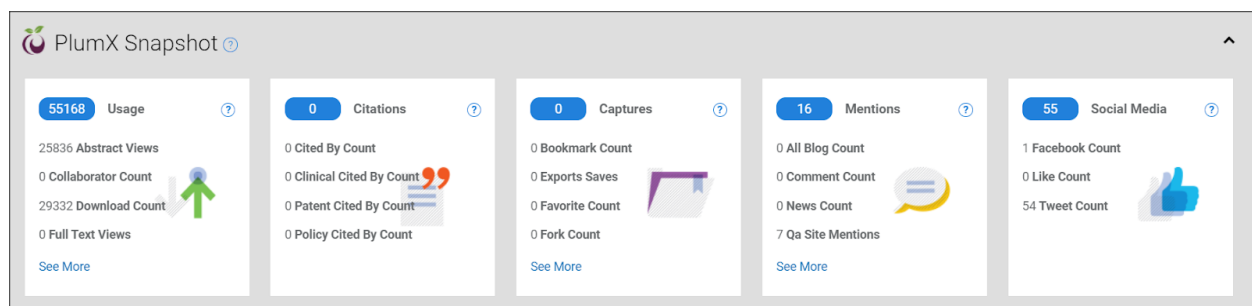 PlumX Snapshot ?
55168 Usage ?
25836 Abstract Views
0 Collaborator Count
29332 Download Count
0 Full Text Views
See More
0 Citations ?
0 Cited By Count
0 Clinical Cited By Count
0 Patent Cited By Count
0 Policy Cited By Count
0 Captures ?
0 Bookmark Count
0 Exports Saves
0 Favorite Count
0 Fork Count
See More
16 Mentions ?
0 All Blog Count
0 Comment Count
0 News Count
7 Qa Site Mentions
See More
55 Social Media ?
1 Facebook Count
0 Like Count
54 Tweet Count